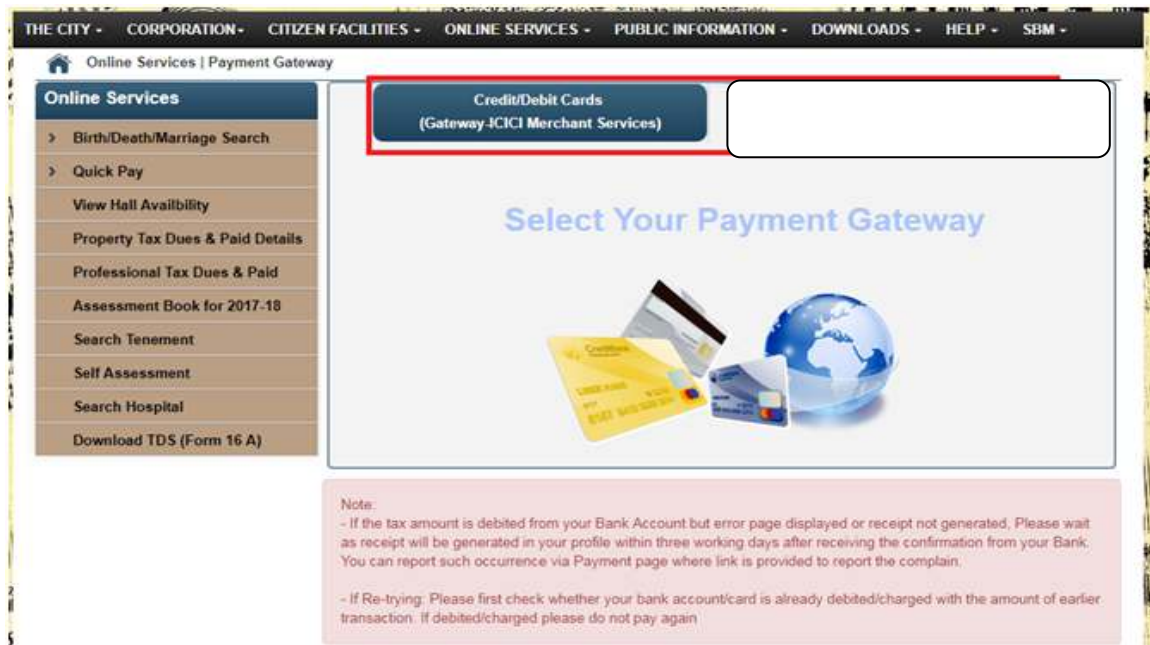 THE CITY - CORPORATION- CITIZEN FACILITIES - ONLINE SERVICES - PUBLIC INFORMATION - DOWNLOADS - HELP - SBM -
Online Services | Payment Gateway
Online Services
> Birth/Death/Marriage Search
> Quick Pay
View Hall Availbility
Property Tax Dues & Paid Details
Professional Tax Dues & Paid
Assessment Book for 2017-18
Search Tenement
Self Assessment
Search Hospital
Download TDS (Form 16 A)
Credit/Debit Cards
(Gateway-ICICI Merchant Services)
Select Your Payment Gateway
Note:
- If the tax amount is debited from your Bank Account but error page displayed or receipt not generated, Please wait
as receipt will be generated in your profile within three working days after receiving the confirmation from your Bank.
You can report such occurrence via Payment page where link is provided to report the complain.
- If Re-trying: Please first check whether your bank account/card is already debited/charged with the amount of earlier
transaction. If debited/charged please do not pay again